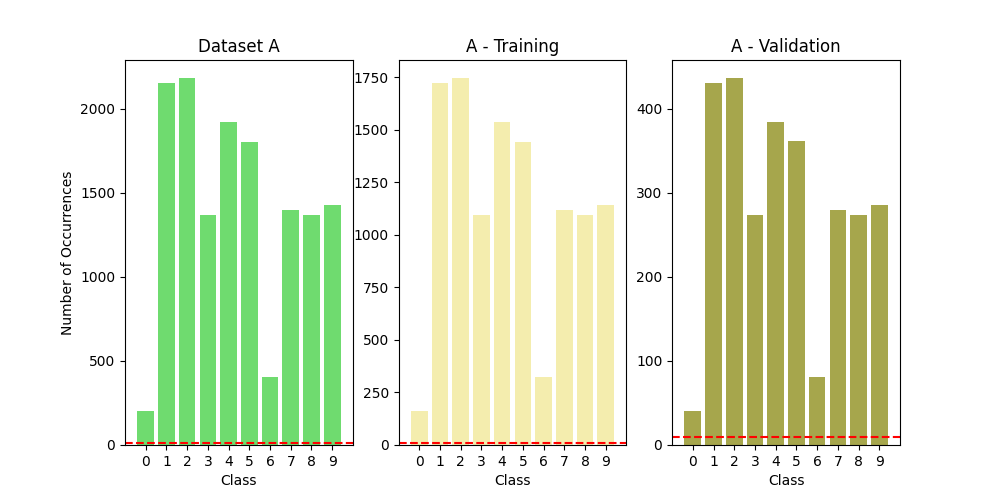 Dataset A
A - Training
A - Validation
Number of Occurrences
2000
1500
1000
500
0
0 1 2 3 4 5 6 7 8 9
Class
1750
1500
1250
1000
750
500
250
0
0 1 2 3 4 5 6 7 8 9
Class
400
300
200
100
0
0 1 2 3 4 5 6 7 8 9
Class